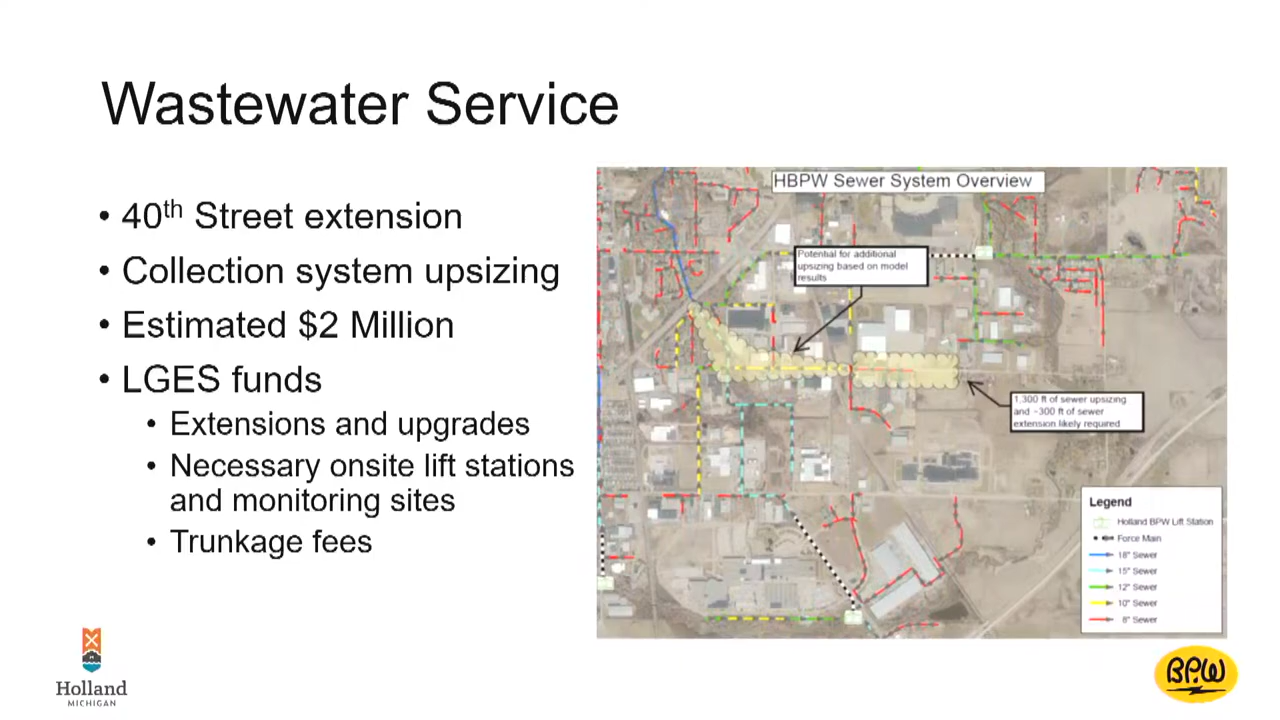 Wastewater Service
• 40th Street extension
• Collection system upsizing
• Estimated $2 Million
• LGES funds
• Extensions and upgrades
• Necessary onsite lift stations
and monitoring sites
• Trunkage fees
HBPW Sewer System Overview
Potential for additional
upsizing based on model
results
1,300 ft of sewer upsizing
and ~300 ft of sewer
extension likely required
Legend
Holland BPW Lift Station
Force Main
18" Sewer
15" Sewer
12" Sewer
10" Sewer
8" Sewer
Holland
MICHIGAN
BPW